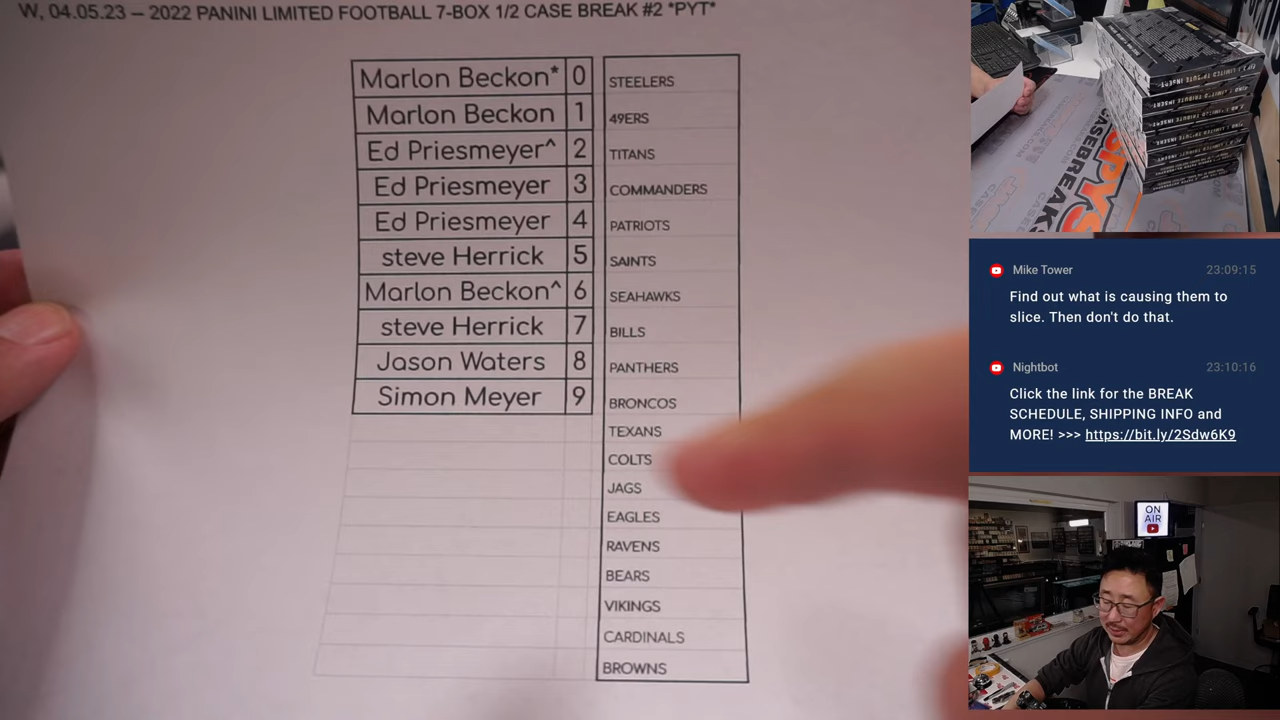 W, 04.05.23 – 2022 PANINI LIMITED FOOTBALL 7-BOX 1/2 CASE BREAK #2 *PYT*
Marlon Beckon* 0
Marlon Beckon 1
Ed Priesmeyer^ 2
Ed Priesmeyer 3
Ed Priesmeyer 4
steve Herrick 5
Marlon Beckon^ 6
steve Herrick 7
Jason Waters 8
Simon Meyer 9
STEELERS
49ERS
TITANS
COMMANDERS
PATRIOTS
SAINTS
SEAHAWKS
BILLS
PANTHERS
BRONCOS
TEXANS
COLTS
JAGS
EAGLES
RAVENS
BEARS
VIKINGS
CARDINALS
BROWNS
Mike Tower 23:09:15
Find out what is causing them to
slice. Then don't do that.
Nightbot 23:10:16
Click the link for the BREAK
SCHEDULE, SHIPPING INFO and
MORE! >>> https://bit.ly/2Sdw6K9
ON
AIR